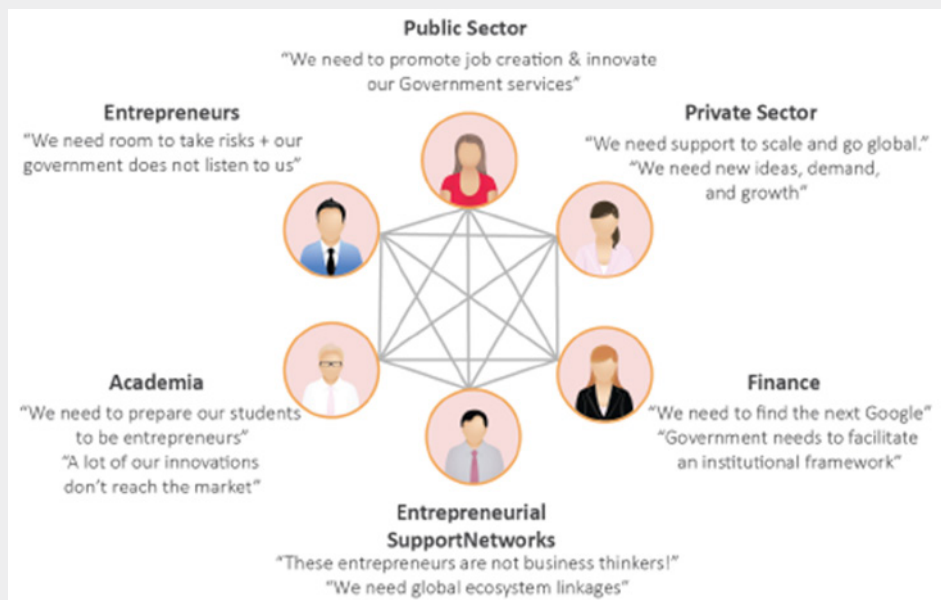 Public Sector
“We need to promote job creation & innovate
our Government services”
Entrepreneurs
“We need room to take risks + our
government does not listen to us”
Private Sector
“We need support to scale and go global.”
“We need new ideas, demand,
and growth”
Academia
“We need to prepare our students
to be entrepreneurs”
“A lot of our innovations
don’t reach the market”
Finance
“We need to find the next Google”
“Government needs to facilitate
an institutional framework”
Entrepreneurial
SupportNetworks
“These entrepreneurs are not business thinkers!”
“We need global ecosystem linkages”